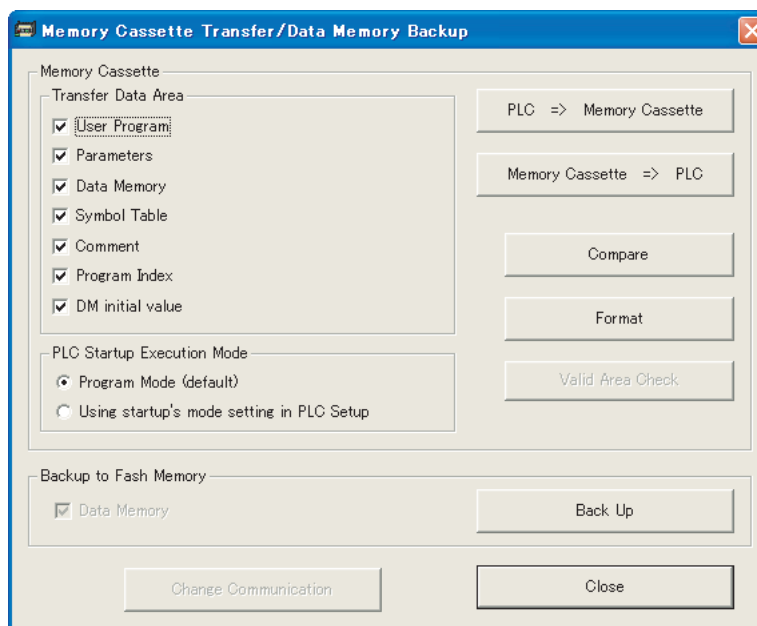 Memory Cassette Transfer/Data Memory Backup
Memory Cassette
Transfer Data Area
User Program
Parameters
Data Memory
Symbol Table
Comment
Program Index
DM initial value
PLC => Memory Cassette
Memory Cassette => PLC
Compare
Format
Valid Area Check
PLC Startup Execution Mode
Program Mode (default)
Using startup's mode setting in PLC Setup
Backup to Fash Memory
Data Memory
Back Up
Change Communication
Close